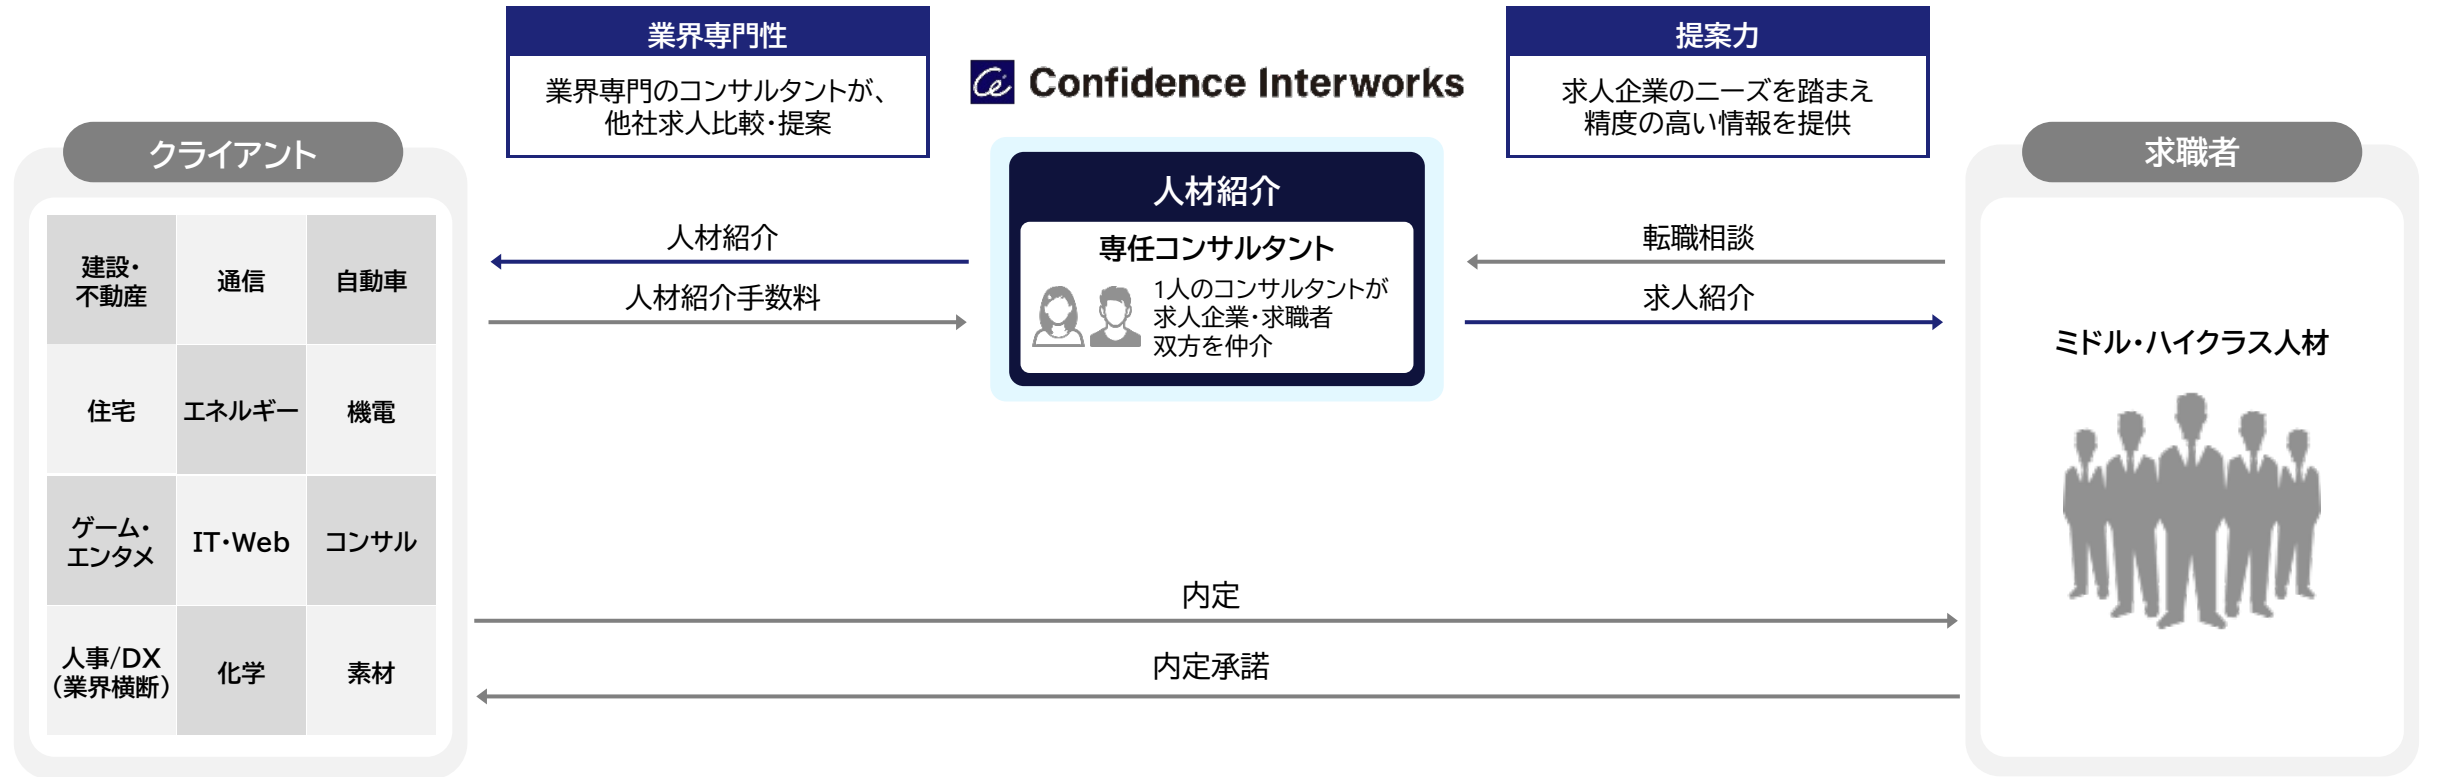 業界専門性
業界専門のコンサルタントが、
他社求人比較・提案
Confidence Interworks
提案力
求人企業のニーズを踏まえ
精度の高い情報を提供
クライアント
建設・
不動産
通信
自動車
住宅
エネルギー
機電
ゲーム・
エンタメ
IT・Web
コンサル
人事/DX
（業界横断）
化学
素材
人材紹介
人材紹介手数料
人材紹介
専任コンサルタント
1人のコンサルタントが
求人企業・求職者
双方を仲介
転職相談
求人紹介
求職者
ミドル・ハイクラス人材
内定
内定承諾